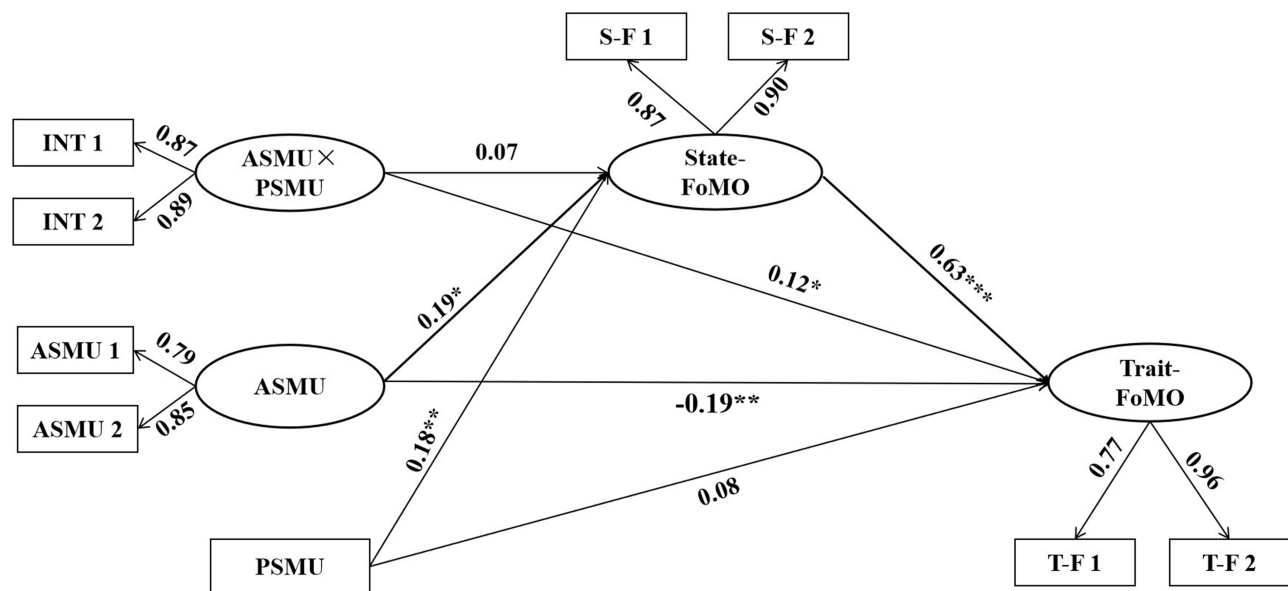 S-F 1
S-F 2
0.87
0.90
INT 1
0.87
INT 2
0.89
ASMU×
PSMU
0.07
State-
FoMO
0.12*
0.63***
0.19*
ASMU 1
0.79
ASMU 2
0.85
ASMU
-0.19**
Trait-
FoMO
0.18**
0.08
0.77
0.96
PSMU
T-F 1
T-F 2